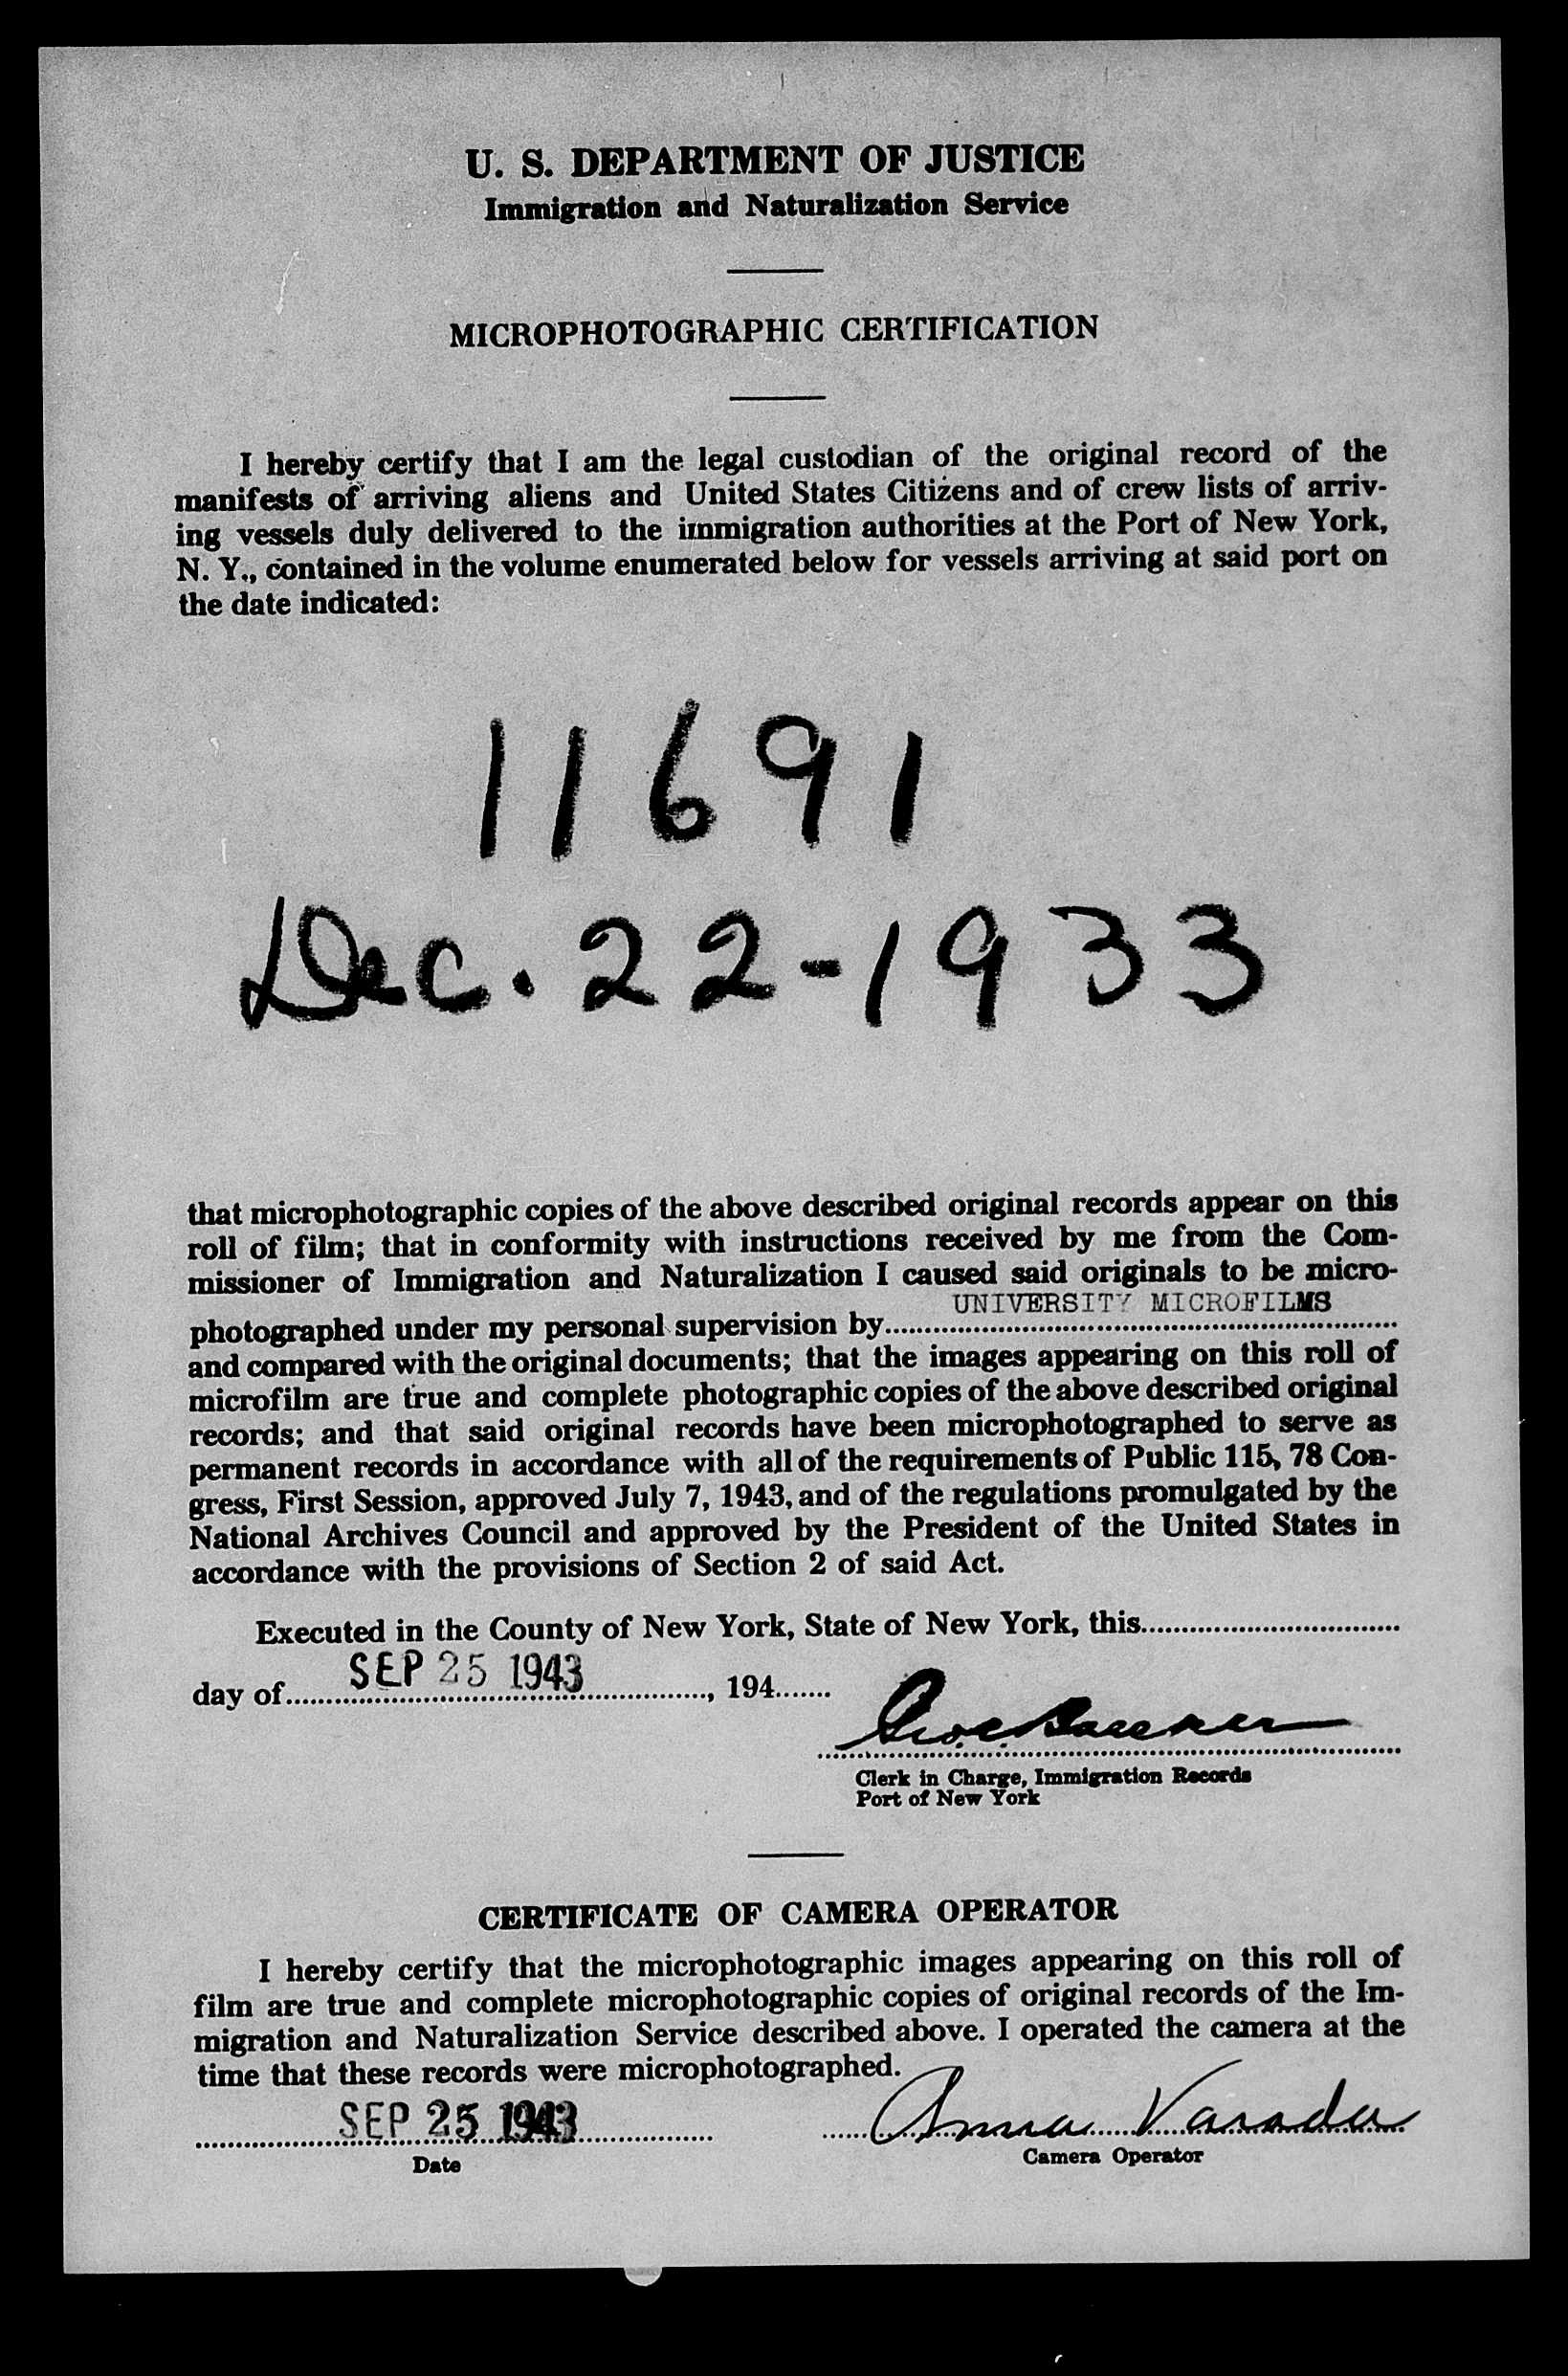 U. S. DEPARTMENT OF JUSTICE
Immigration and Naturalization Service
MICROPHOTOGRAPHIC CERTIFICATION
I hereby certify that I am the legal custodian of the original record of the
manifests of arriving aliens and United States Citizens and of crew lists of arriv-
ing vessels duly delivered to the immigration authorities at the Port of New York,
N. Y., contained in the volume enumerated below for vessels arriving at said port on
the date indicated:
11691
Dec. 22-1933
that microphotographic copies of the above described original records appear on this
roll of film; that in conformity with instructions received by me from the Com-
missioner of Immigration and Naturalization I caused said originals to be micro-
UNIVERSITY MICROFILMS
photographed under my personal supervision by
and compared with the original documents; that the images appearing on this roll of
microfilm are true and complete photographic copies of the above described original
records; and that said original records have been microphotographed to serve as
permanent records in accordance with all of the requirements of Public 115, 78 Con-
gress, First Session, approved July 7, 1943, and of the regulations promulgated by the
National Archives Council and approved by the President of the United States in
accordance with the provisions of Section 2 of said Act.
Executed in the County of New York, State of New York, this
day of SEP 25 1943, 194
Clerk in Charge, Immigration Records
Port of New York
CERTIFICATE OF CAMERA OPERATOR
I hereby certify that the microphotographic images appearing on this roll of
film are true and complete microphotographic copies of original records of the Im-
migration and Naturalization Service described above. I operated the camera at the
time that these records were microphotographed.
SEP 25 1943 Anna Varada
Date Camera Operator